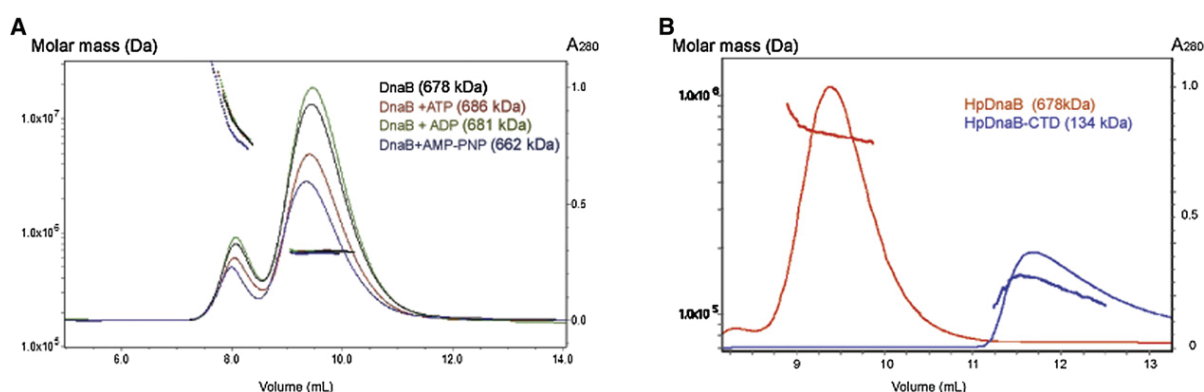 A
Molar mass (Da)
A280
DnaB (678 kDa)
DnaB +ATP (686 kDa)
DnaB + ADP (681 kDa)
DnaB+AMP-PNP (662 kDa)
1.0x10⁷
1.0x10⁶
1.0x10⁵
1.0
0.5
0.0
6.0 8.0 10.0 12.0 14.0
Volume (mL)
B
Molar mass (Da)
A280
HpDnaB (678kDa)
HpDnaB-CTD (134 kDa)
1.0x10⁶
1.0x10⁵
1.0
0.5
0
9 10 11 12 13
Volume (mL)